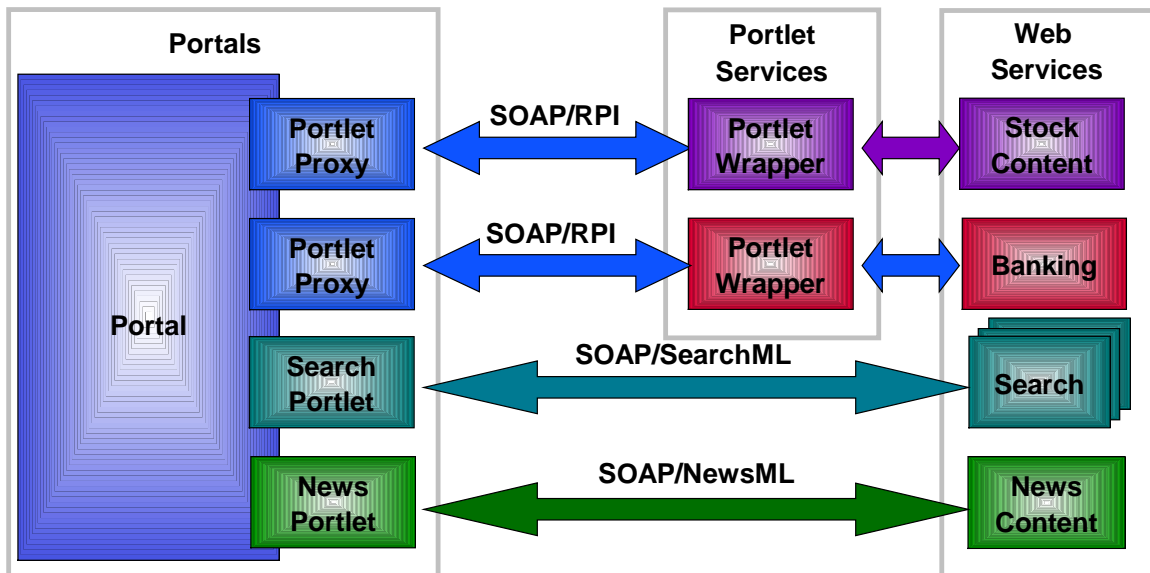 Portals
Portlet
Services
Web
Services
Portal
Portlet
Proxy
SOAP/RPI
Portlet
Wrapper
Stock
Content
Portlet
Proxy
SOAP/RPI
Portlet
Wrapper
Banking
Search
Portlet
SOAP/SearchML
Search
News
Portlet
SOAP/NewsML
News
Content